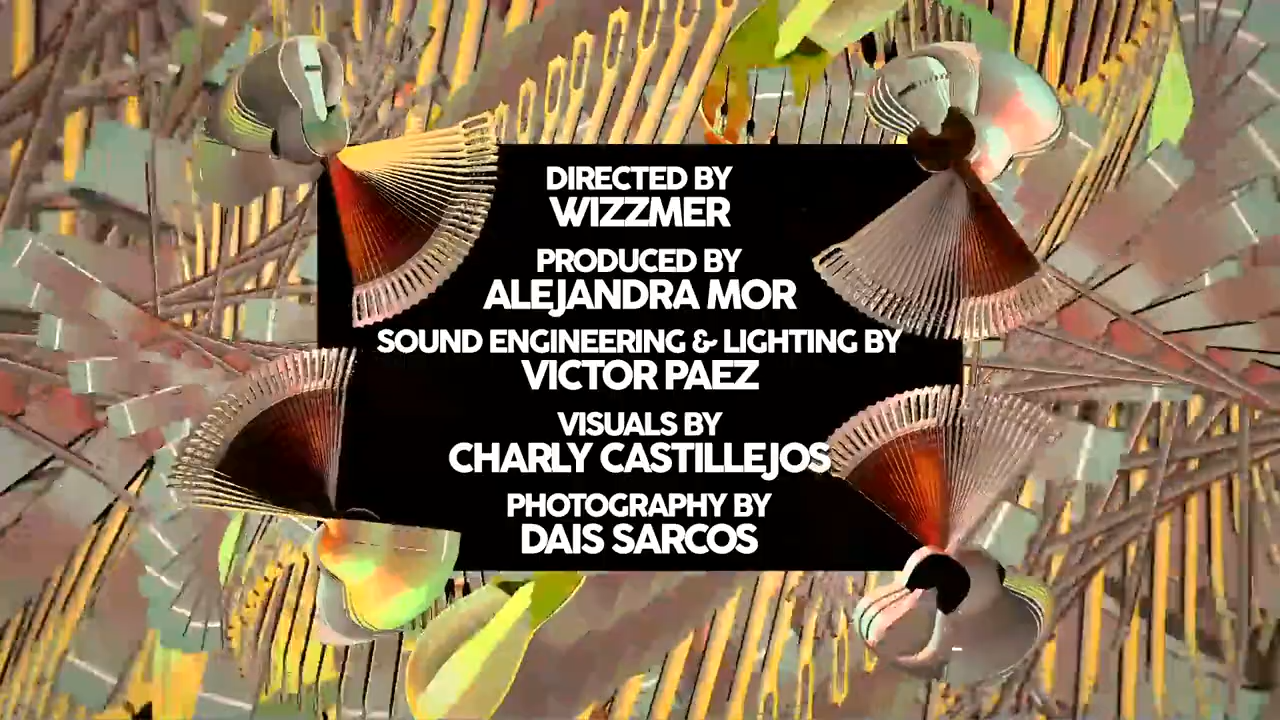 DIRECTED BY
WIZZMER
PRODUCED BY
ALEJANDRA MOR
SOUND ENGINEERING & LIGHTING BY
VICTOR PAEZ
VISUALS BY
CHARLY CASTILLEJOS
PHOTOGRAPHY BY
DAIS SARCOS